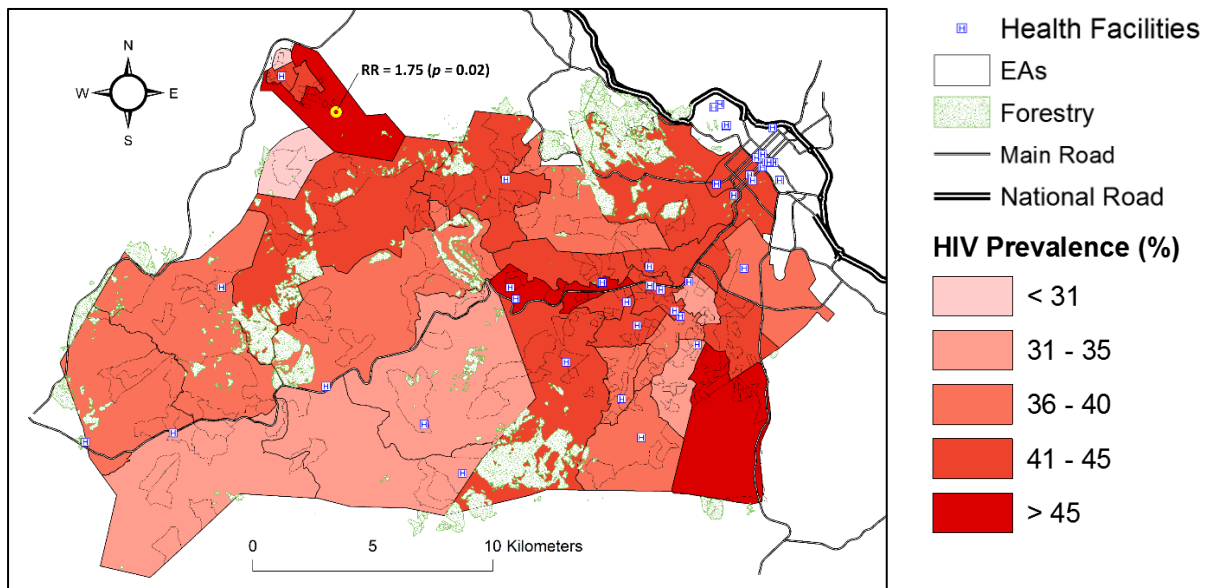 N
W E
S
RR = 1.75 (p = 0.02)
0 5 10 Kilometers
H Health Facilities
EAs
Forestry
Main Road
National Road
HIV Prevalence (%)
< 31
31 - 35
36 - 40
41 - 45
> 45